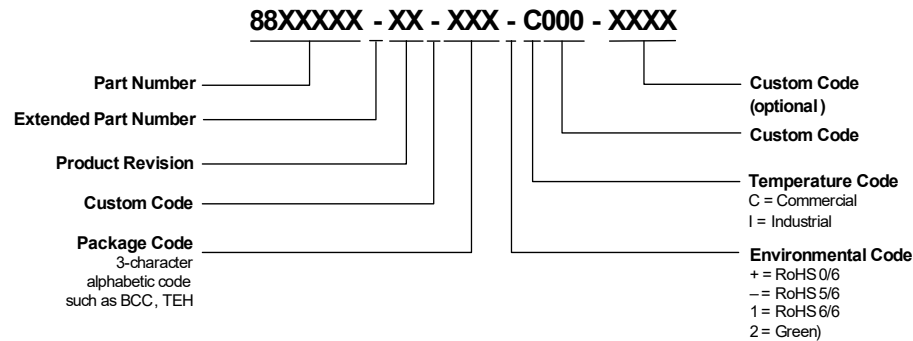 88XXXXX - XX - XXX - C000 - XXXX
Part Number
Extended Part Number
Product Revision
Custom Code
Package Code
3-character
alphabetic code
such as BCC, TEH
Custom Code
(optional)
Custom Code
Temperature Code
C = Commercial
I = Industrial
Environmental Code
+ = RoHS 0/6
– = RoHS 5/6
1 = RoHS 6/6
2 = Green)